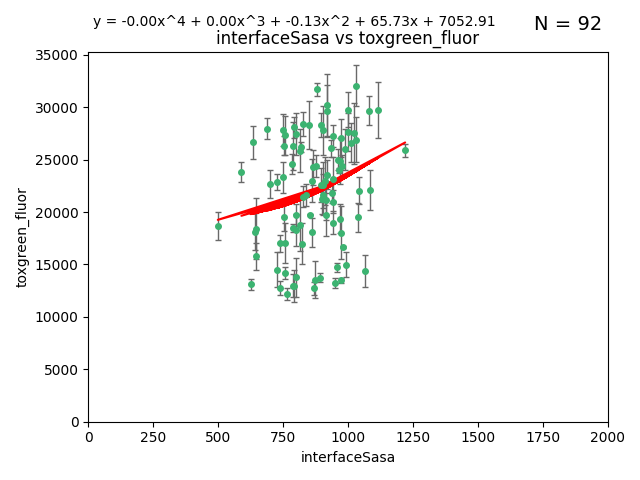 y = -0.00x^4 + 0.00x^3 + -0.13x^2 + 65.73x + 7052.91
N = 92
interfaceSasa vs toxgreen_fluor
35000
30000
25000
20000
15000
10000
5000
0
toxgreen_fluor
0 250 500 750 1000 1250 1500 1750 2000
interfaceSasa